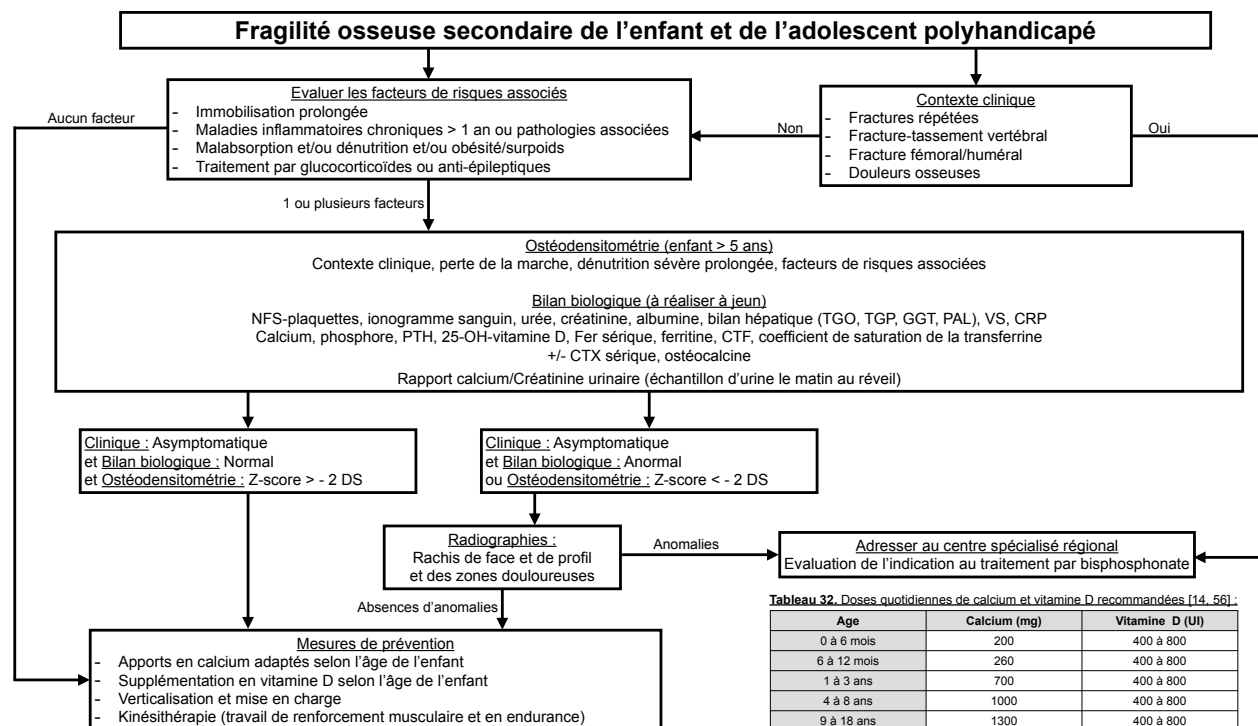 Fragilité osseuse secondaire de l'enfant et de l'adolescent polyhandicapé
Evaluer les facteurs de risques associés
- Immobilisation prolongée
- Maladies inflammatoires chroniques > 1 an ou pathologies associées
- Malabsorption et/ou dénutrition et/ou obésité/surpoids
- Traitement par glucocorticoïdes ou anti-épileptiques
Contexte clinique
- Fractures répétées
- Fracture-tassement vertébral
- Fracture fémoral/huméral
- Douleurs osseuses
Aucun facteur
Non
Oui
1 ou plusieurs facteurs
Ostéodensitométrie (enfant > 5 ans)
Contexte clinique, perte de la marche, dénutrition sévère prolongée, facteurs de risques associées
Bilan biologique (à réaliser à jeun)
NFS-plaquettes, ionogramme sanguin, urée, créatinine, albumine, bilan hépatique (TGO, TGP, GGT, PAL), VS, CRP
Calcium, phosphore, PTH, 25-OH-vitamine D, Fer sérique, ferritine, CTF, coefficient de saturation de la transferrine
+/- CTX sérique, ostéocalcine
Rapport calcium/Créatinine urinaire (échantillon d'urine le matin au réveil)
Clinique : Asymptomatique
et Bilan biologique : Normal
et Ostéodensitométrie : Z-score > - 2 DS
Clinique : Asymptomatique
et Bilan biologique : Anormal
ou Ostéodensitométrie : Z-score < - 2 DS
Radiographies :
Rachis de face et de profil
et des zones douloureuses
Anomalies
Adresser au centre spécialisé régional
Evaluation de l'indication au traitement par bisphosphonate
Absences d'anomalies
Mesures de prévention
- Apports en calcium adaptés selon l'âge de l'enfant
- Supplémentation en vitamine D selon l'âge de l'enfant
- Verticalisation et mise en charge
- Kinésithérapie (travail de renforcement musculaire et en endurance)
Tableau 32. Doses quotidiennes de calcium et vitamine D recommandées [14, 56] :
Age Calcium (mg) Vitamine D (UI)
0 à 6 mois 200 400 à 800
6 à 12 mois 260 400 à 800
1 à 3 ans 700 400 à 800
4 à 8 ans 1000 400 à 800
9 à 18 ans 1300 400 à 800